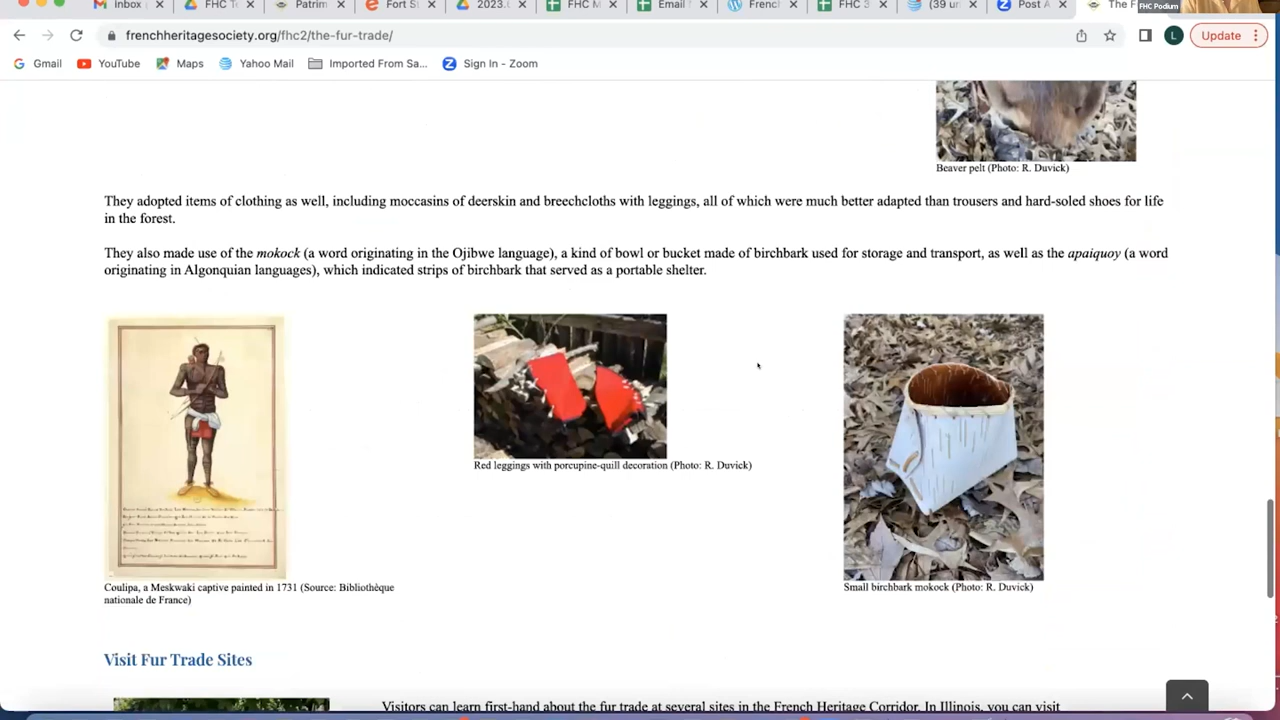 Inbox
FHC T
Patrim
Fort St
2023.
FHC M
Email
French
FHC 3
(39 un
Post A
The F
FHC Podium
frenchheritagesociety.org/fhc2/the-fur-trade/
L
Update
Gmail
YouTube
Maps
Yahoo Mail
Imported From Sa...
Sign In - Zoom
Beaver pelt (Photo: R. Duvick)
They adopted items of clothing as well, including moccasins of deerskin and breechcloths with leggings, all of which were much better adapted than trousers and hard-soled shoes for life
in the forest.
They also made use of the mokock (a word originating in the Ojibwe language), a kind of bowl or bucket made of birchbark used for storage and transport, as well as the apaiquoy (a word
originating in Algonquian languages), which indicated strips of birchbark that served as a portable shelter.
Red leggings with porcupine-quill decoration (Photo: R. Duvick)
Coulipa, a Meskwaki captive painted in 1731 (Source: Bibliothèque
nationale de France)
Small birchbark mokock (Photo: R. Duvick)
Visit Fur Trade Sites
Visitors can learn first-hand about the fur trade at several sites in the French Heritage Corridor. In Illinois, you can visit